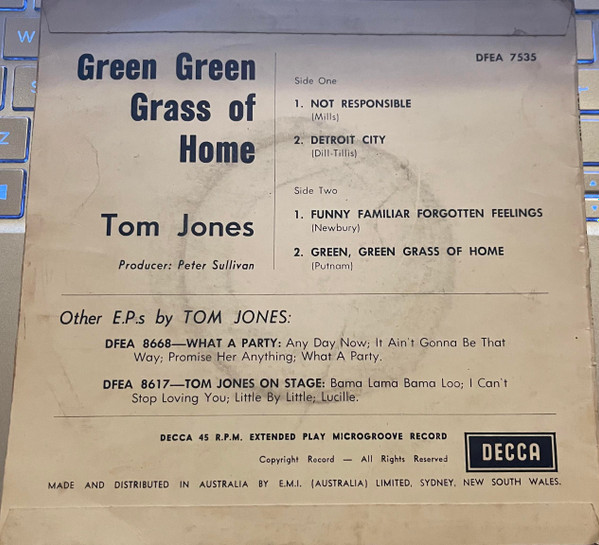 Green Green
Grass of
Home
Tom Jones
Producer: Peter Sullivan
DFEA 7535
Side One
1. NOT RESPONSIBLE
(Mills)
2. DETROIT CITY
(Dill-Tillis)
Side Two
1. FUNNY FAMILIAR FORGOTTEN FEELINGS
(Newbury)
2. GREEN, GREEN GRASS OF HOME
(Putnam)
Other E.P.s by TOM JONES:
DFEA 8668—WHAT A PARTY: Any Day Now; It Ain't Gonna Be That
Way; Promise Her Anything; What A Party.
DFEA 8617—TOM JONES ON STAGE: Bama Lama Bama Loo; I Can't
Stop Loving You; Little By Little; Lucille.
DECCA 45 R.P.M. EXTENDED PLAY MICROGROOVE RECORD
Copyright Record — All Rights Reserved
DECCA
MADE AND DISTRIBUTED IN AUSTRALIA BY E.M.I. (AUSTRALIA) LIMITED, SYDNEY, NEW SOUTH WALES.
W
S
Z